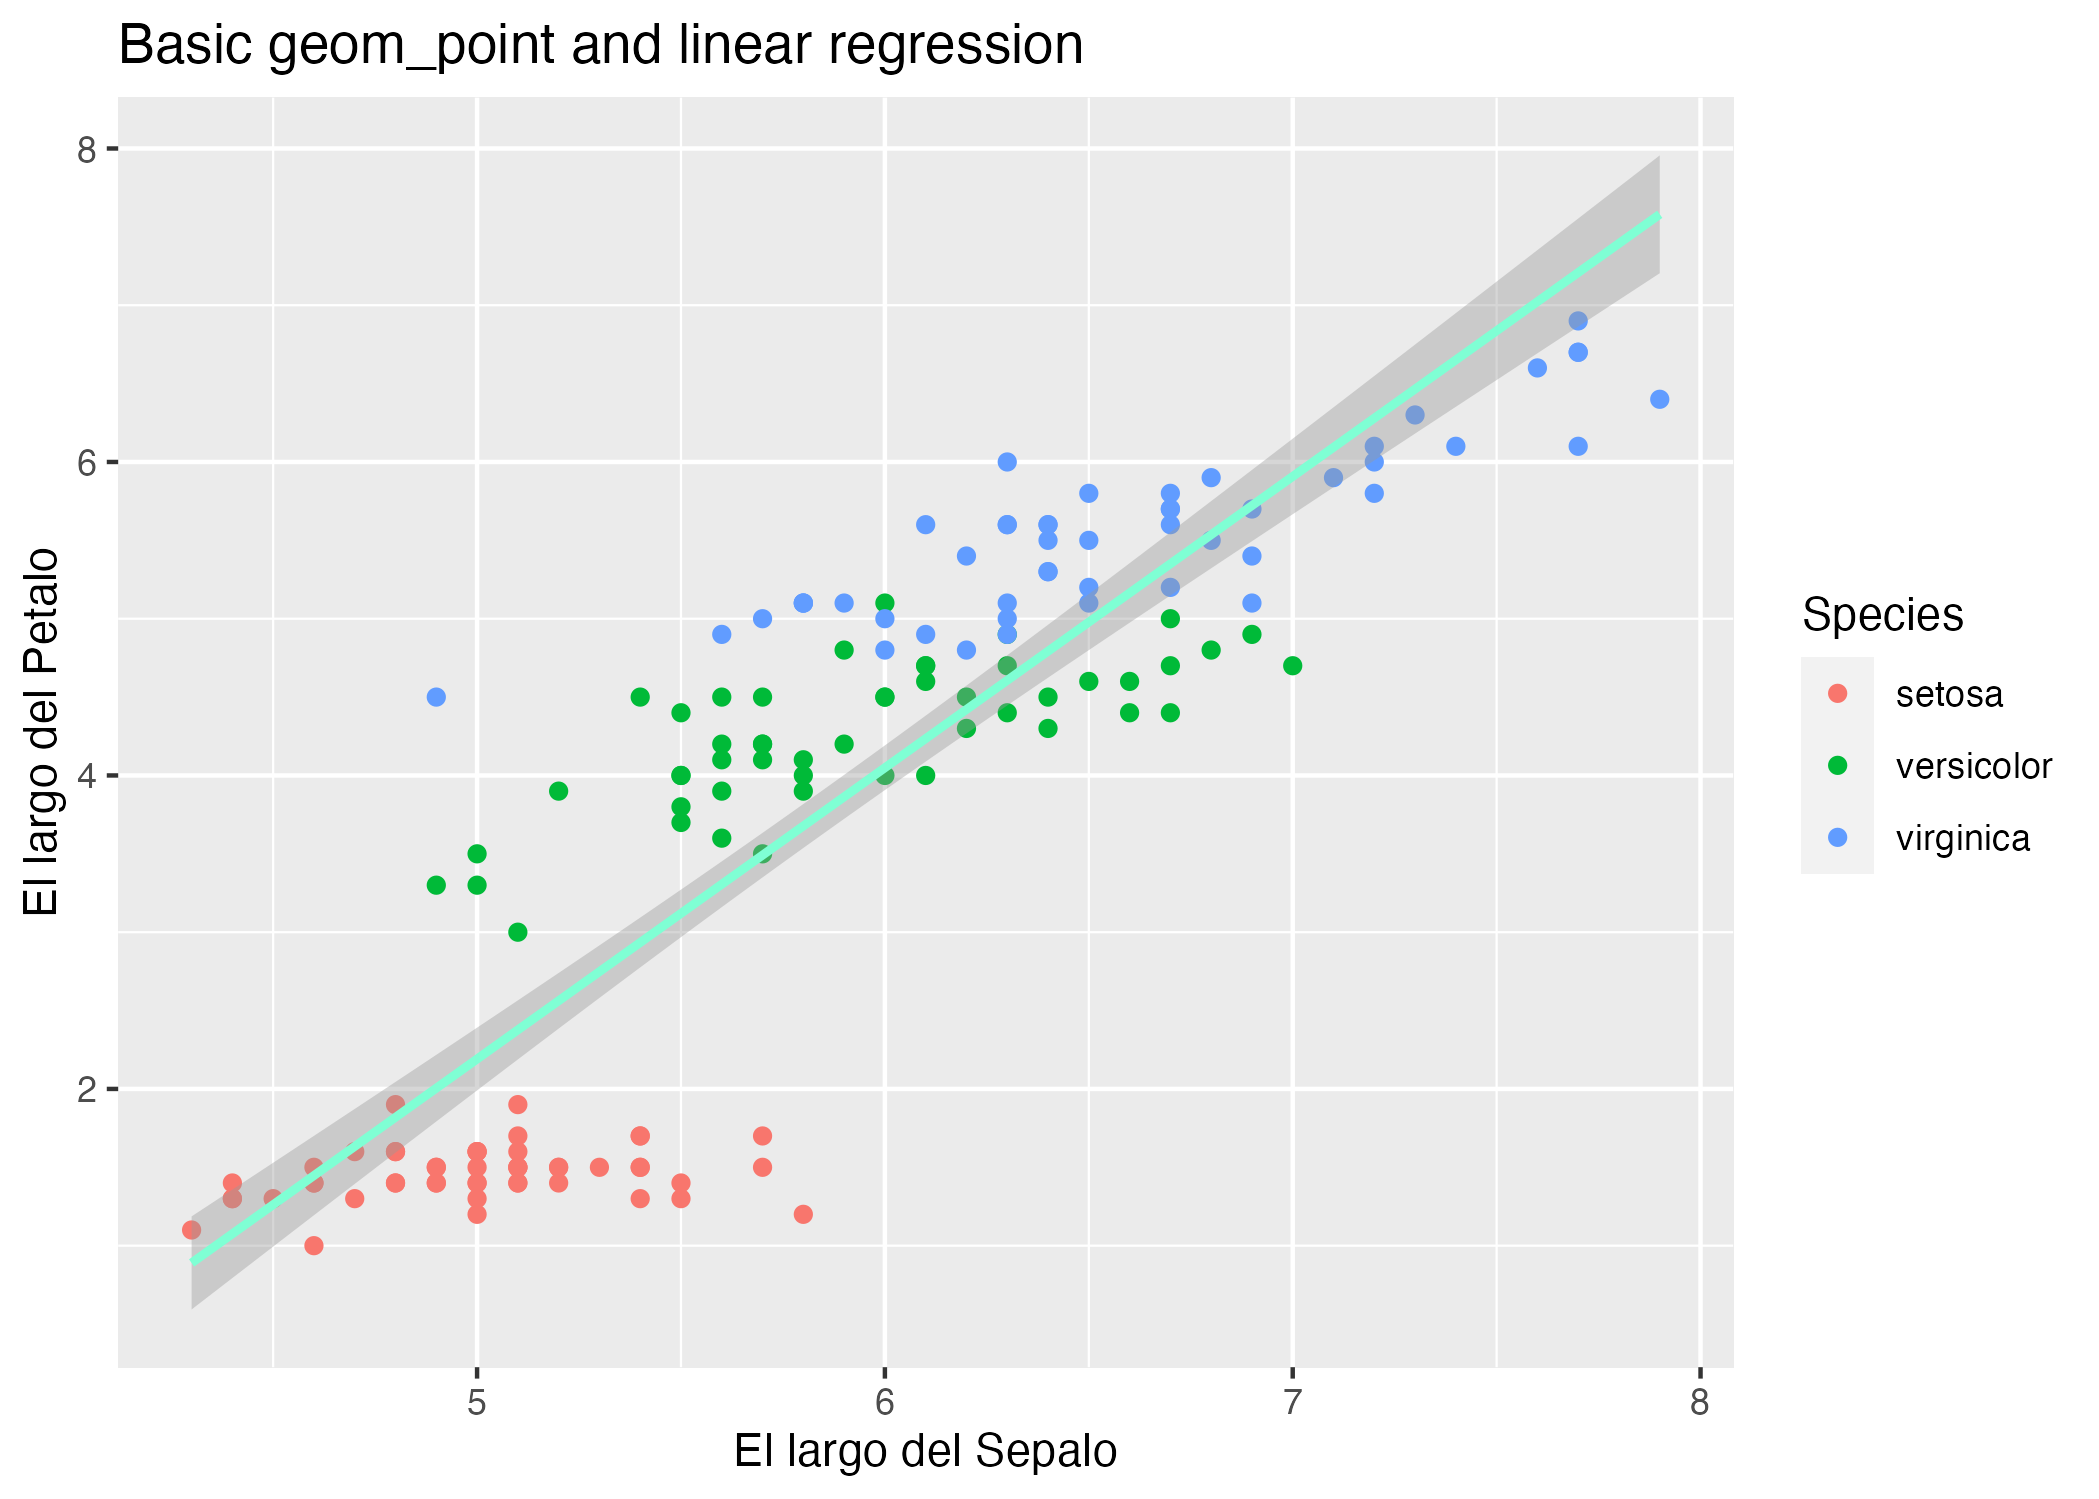 Basic geom_point and linear regression
8
6
4
2
El largo del Petalo
5 6 7 8
El largo del Sepalo
Species
setosa
versicolor
virginica